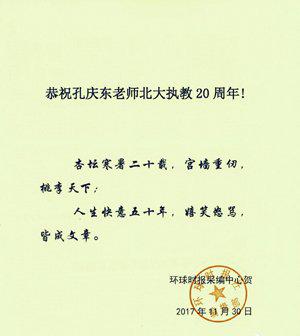 恭祝孔庆东老师北大执教20周年!
杏坛寒暑二十载，宫墙重仞，
桃李天下；
人生快意五十年，嬉笑怒骂，
皆成文章。
环球时报采编中心贺
2017年11月30日